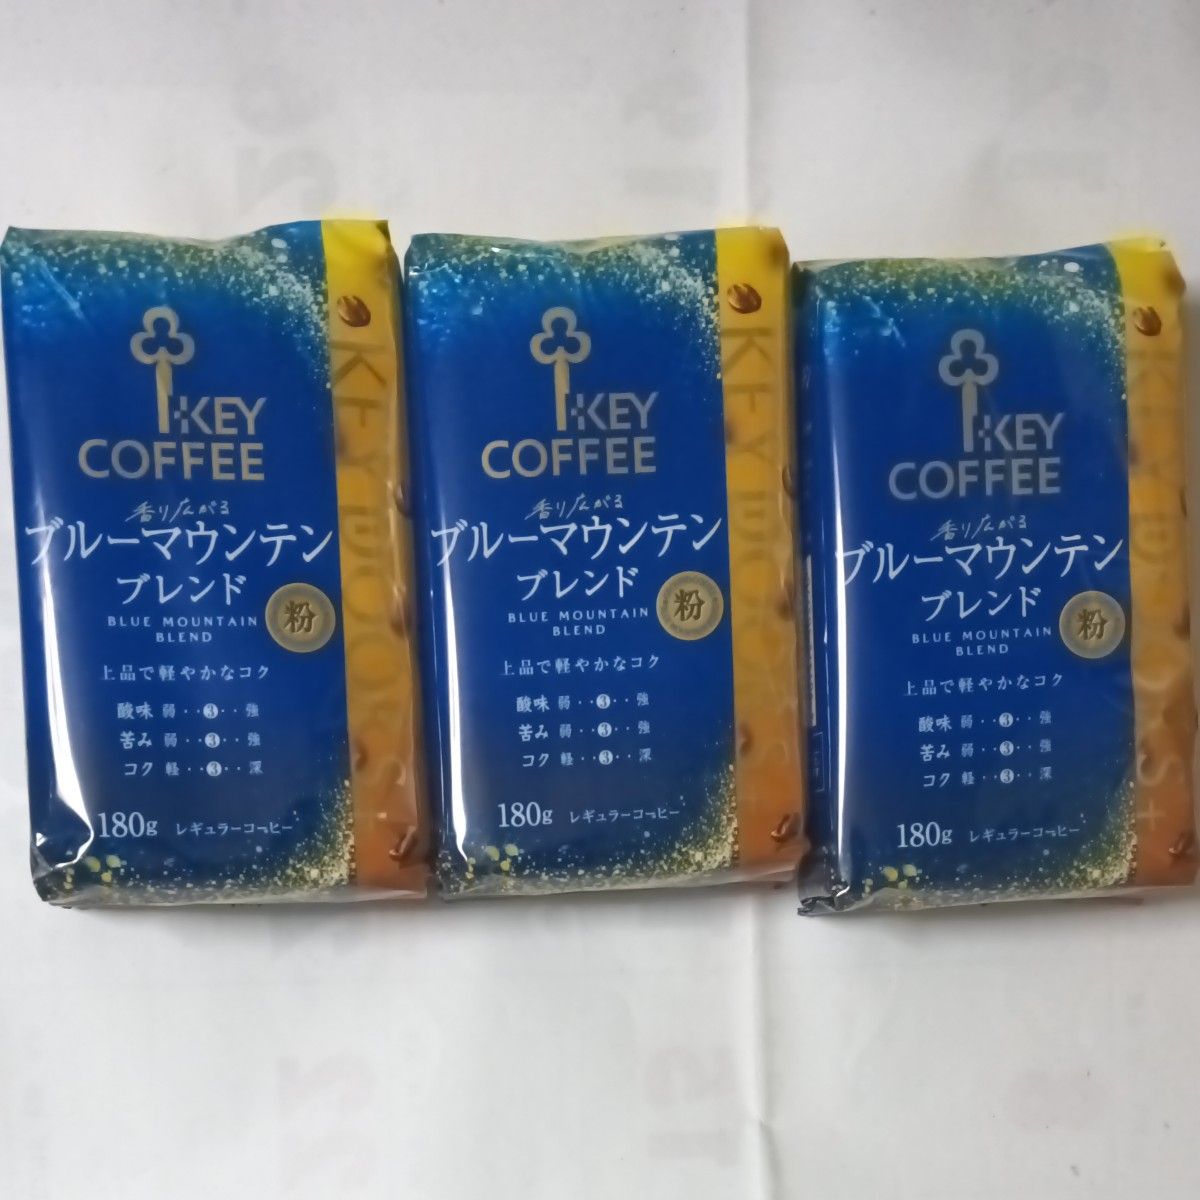 KEY
COFFEE
香り広がる
ブルーマウンテン
ブレンド
粉
BLUE MOUNTAIN
BLEND
上品で軽やかなコク
酸味 弱・・3・・強
苦み 弱・・3・・強
コク 軽・・3・・深
180g レギュラーコーヒー
KEY DOORS+
KEY
COFFEE
香り広がる
ブルーマウンテン
ブレンド
粉
BLUE MOUNTAIN
BLEND
上品で軽やかなコク
酸味 弱・・3・・強
苦み 弱・・3・・強
コク 軽・・3・・深
180g レギュラーコーヒー
KEY DOORS+
KEY
COFFEE
香り広がる
ブルーマウンテン
ブレンド
粉
BLUE MOUNTAIN
BLEND
上品で軽やかなコク
酸味 弱・・3・・強
苦み 弱・・3・・強
コク 軽・・3・・深
180g レギュラーコーヒー
KEY DOORS+